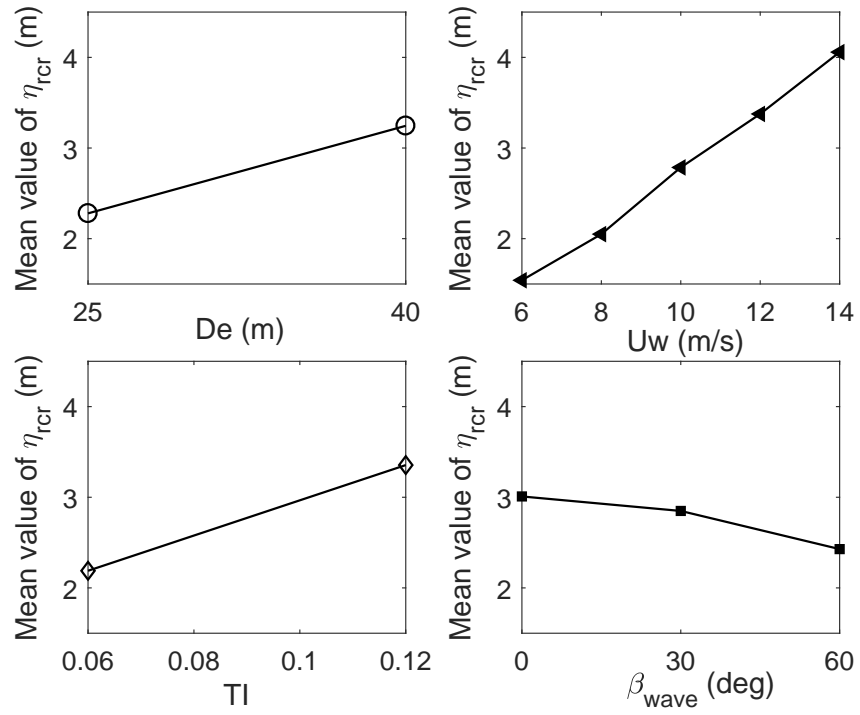 Mean value of η_rcr (m)
4
3
2
25 40
De (m)
Mean value of η_rcr (m)
4
3
2
6 8 10 12 14
Uw (m/s)
Mean value of η_rcr (m)
4
3
2
0.06 0.08 0.1 0.12
TI
Mean value of η_rcr (m)
4
3
2
0 30 60
β_wave (deg)